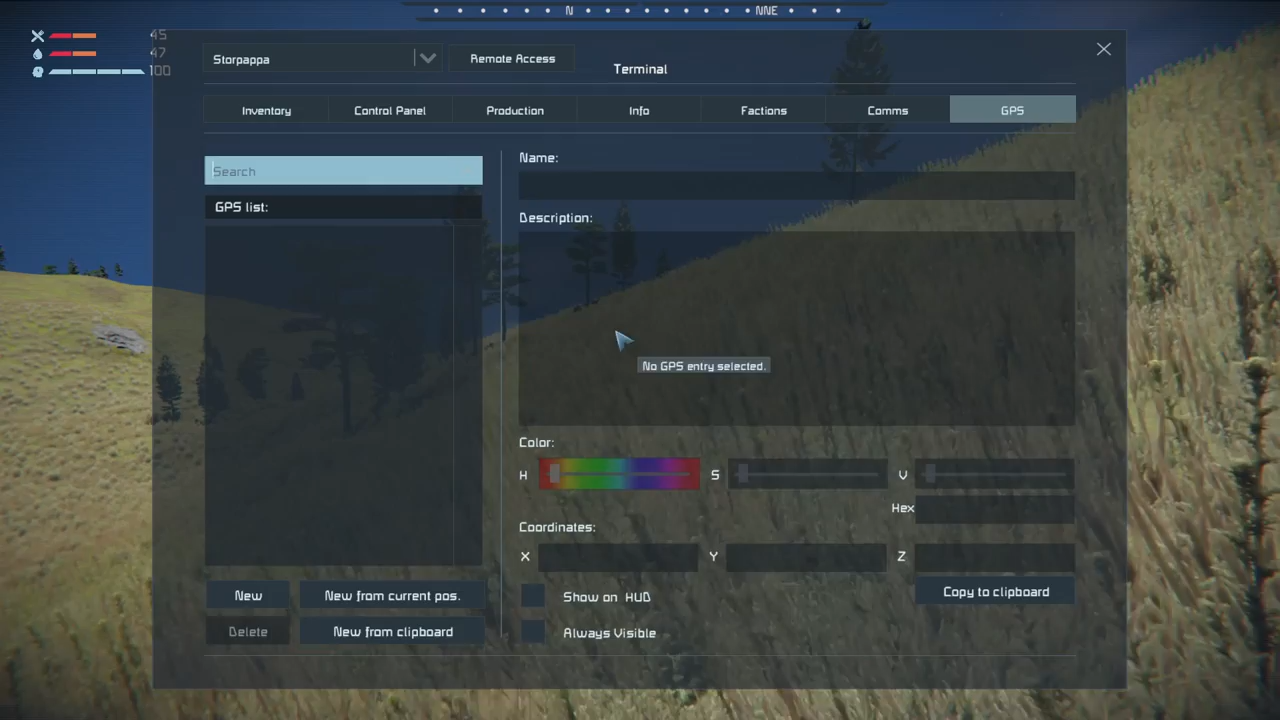 N NNE
45
47
100
Storpappa Remote Access
Terminal
Inventory Control Panel Production Info Factions Comms GPS
Search
GPS list:
Name:
Description:
No GPS entry selected.
Color:
H S V
Hex
Coordinates:
X Y Z
New New from current pos. Show on HUD Copy to clipboard
Delete New from clipboard Always Visible